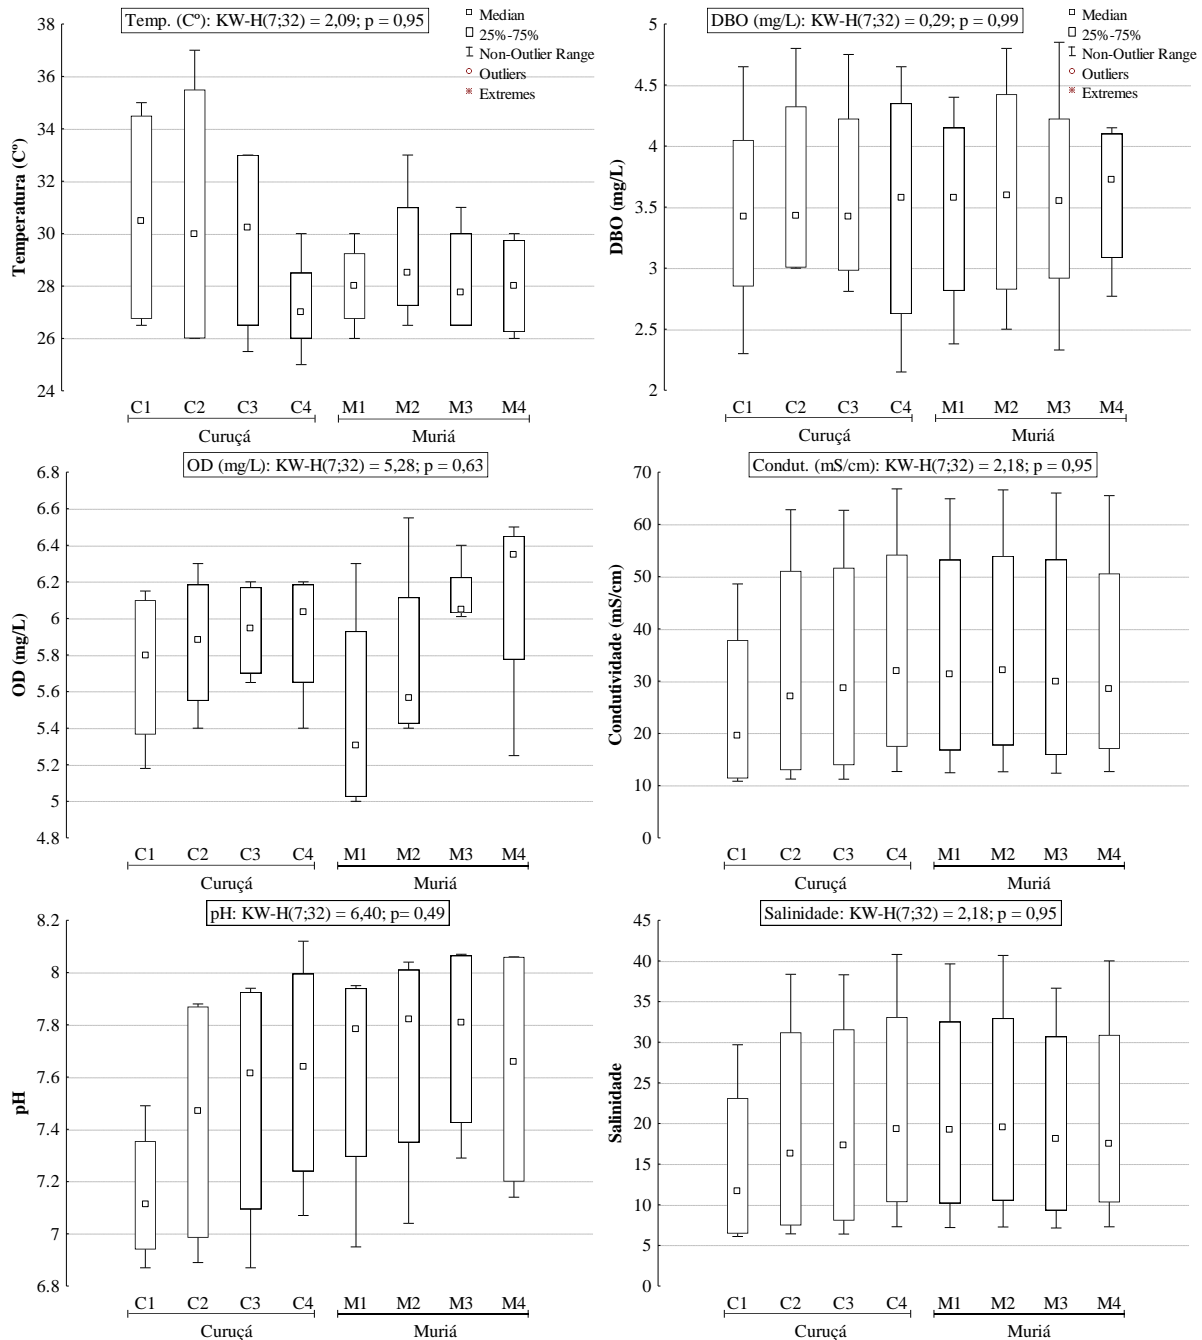 Temp. (Cº): KW-H(7;32) = 2,09; p = 0,95
Median
25%-75%
Non-Outlier Range
Outliers
Extremes
Temperatura (Cº)
38
36
34
32
30
28
26
24
C1 C2 C3 C4 M1 M2 M3 M4
Curuçá Muriá
DBO (mg/L): KW-H(7;32) = 0,29; p = 0,99
Median
25%-75%
Non-Outlier Range
Outliers
Extremes
DBO (mg/L)
5
4.5
4
3.5
3
2.5
2
C1 C2 C3 C4 M1 M2 M3 M4
Curuçá Muriá
OD (mg/L): KW-H(7;32) = 5,28; p = 0,63
OD (mg/L)
6.8
6.6
6.4
6.2
6
5.8
5.6
5.4
5.2
5
4.8
C1 C2 C3 C4 M1 M2 M3 M4
Curuçá Muriá
Condut. (mS/cm): KW-H(7;32) = 2,18; p = 0,95
Condutividade (mS/cm)
70
60
50
40
30
20
10
0
C1 C2 C3 C4 M1 M2 M3 M4
Curuçá Muriá
pH: KW-H(7;32) = 6,40; p= 0,49
pH
8.2
8
7.8
7.6
7.4
7.2
7
6.8
C1 C2 C3 C4 M1 M2 M3 M4
Curuçá Muriá
Salinidade: KW-H(7;32) = 2,18; p = 0,95
Salinidade
45
40
35
30
25
20
15
10
5
0
C1 C2 C3 C4 M1 M2 M3 M4
Curuçá Muriá